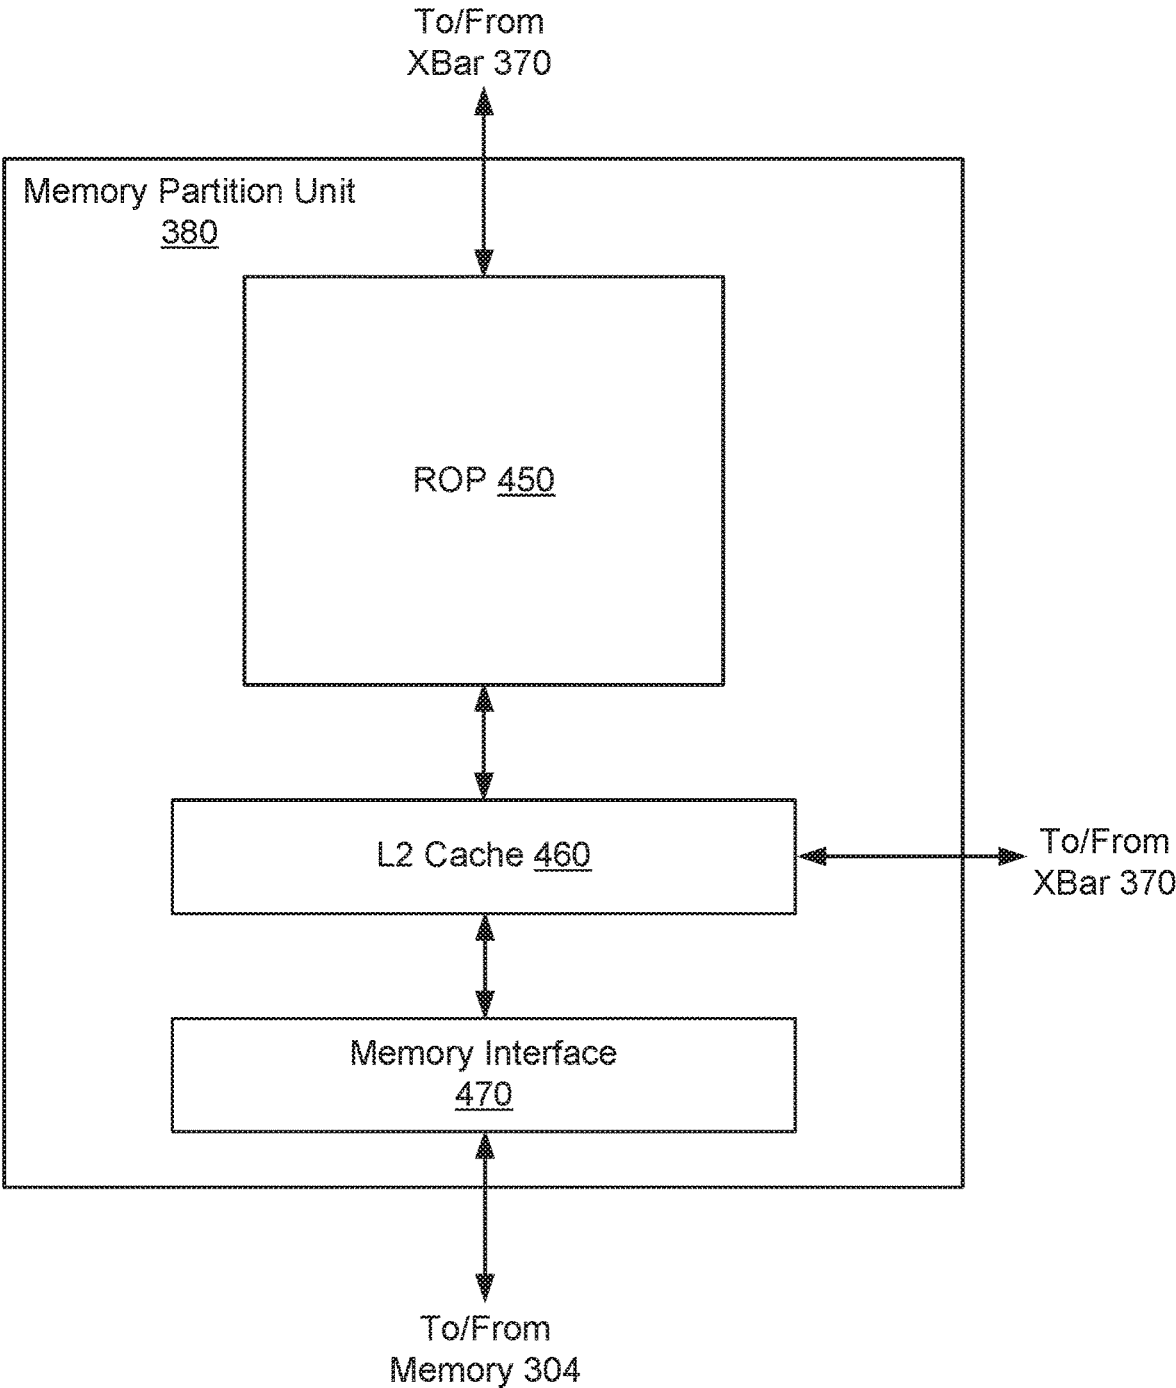 To/From
XBar 370
Memory Partition Unit
380
ROP 450
L2 Cache 460
To/From
XBar 370
Memory Interface
470
To/From
Memory 304